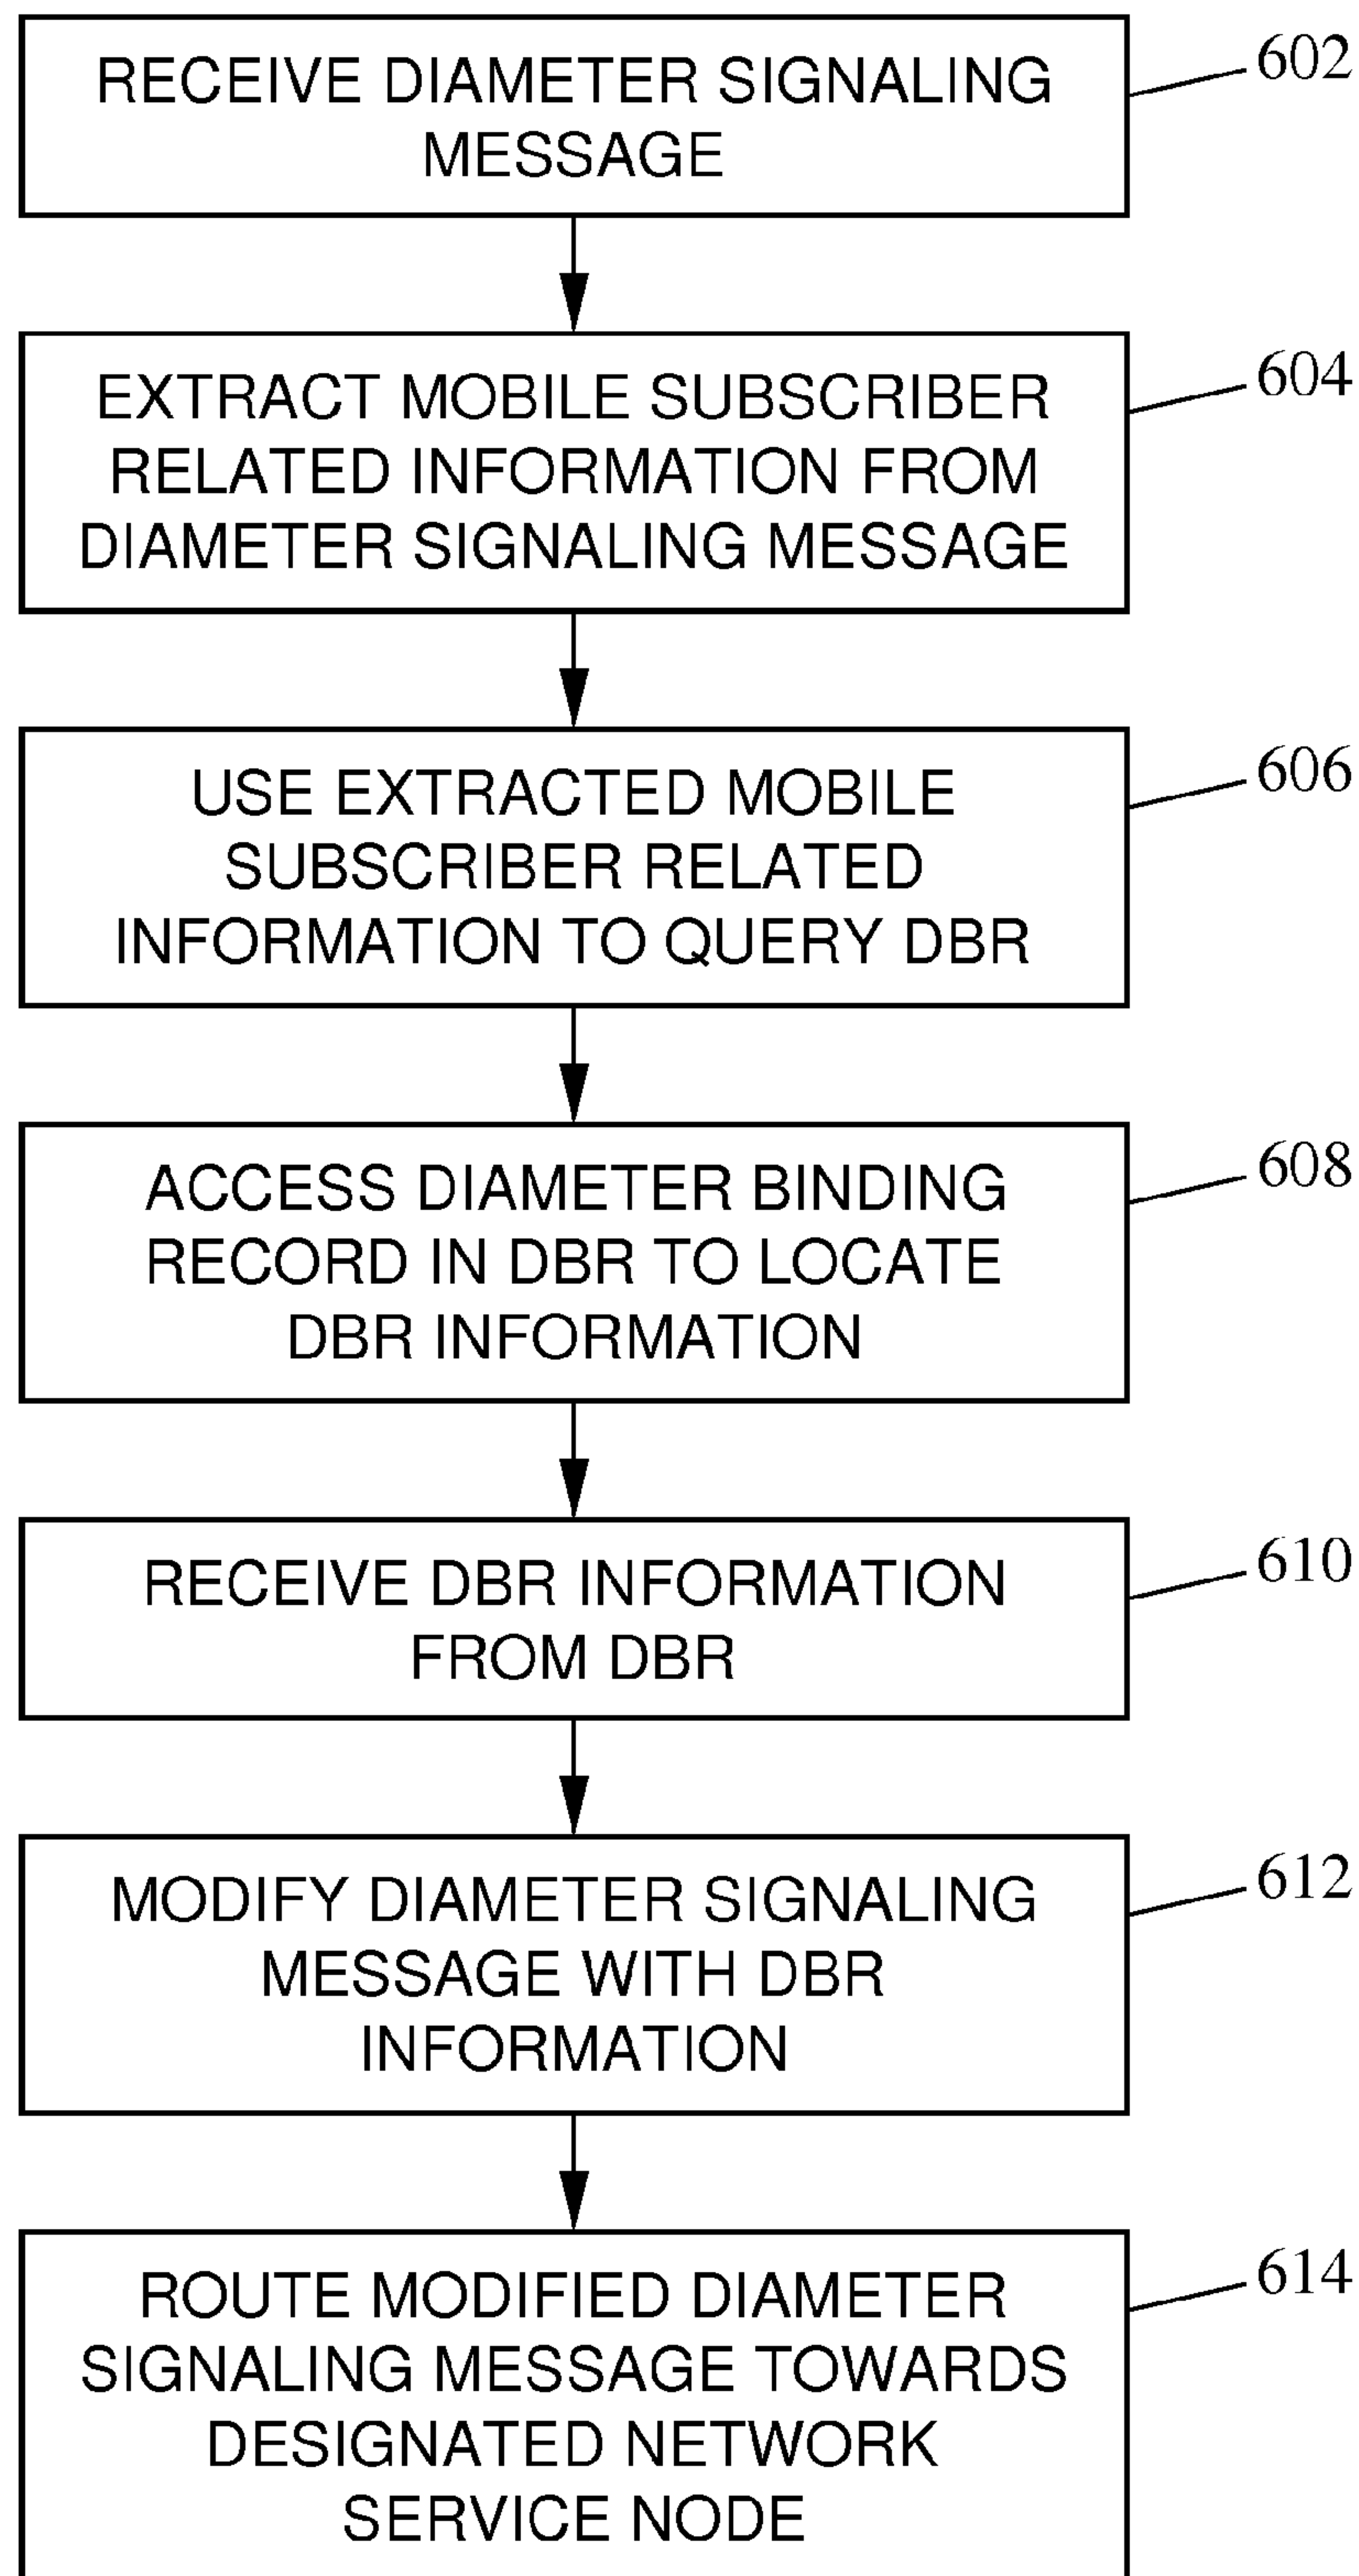 RECEIVE DIAMETER SIGNALING
MESSAGE
602
EXTRACT MOBILE SUBSCRIBER
RELATED INFORMATION FROM
DIAMETER SIGNALING MESSAGE
604
USE EXTRACTED MOBILE
SUBSCRIBER RELATED
INFORMATION TO QUERY DBR
606
ACCESS DIAMETER BINDING
RECORD IN DBR TO LOCATE
DBR INFORMATION
608
RECEIVE DBR INFORMATION
FROM DBR
610
MODIFY DIAMETER SIGNALING
MESSAGE WITH DBR
INFORMATION
612
ROUTE MODIFIED DIAMETER
SIGNALING MESSAGE TOWARDS
DESIGNATED NETWORK
SERVICE NODE
614